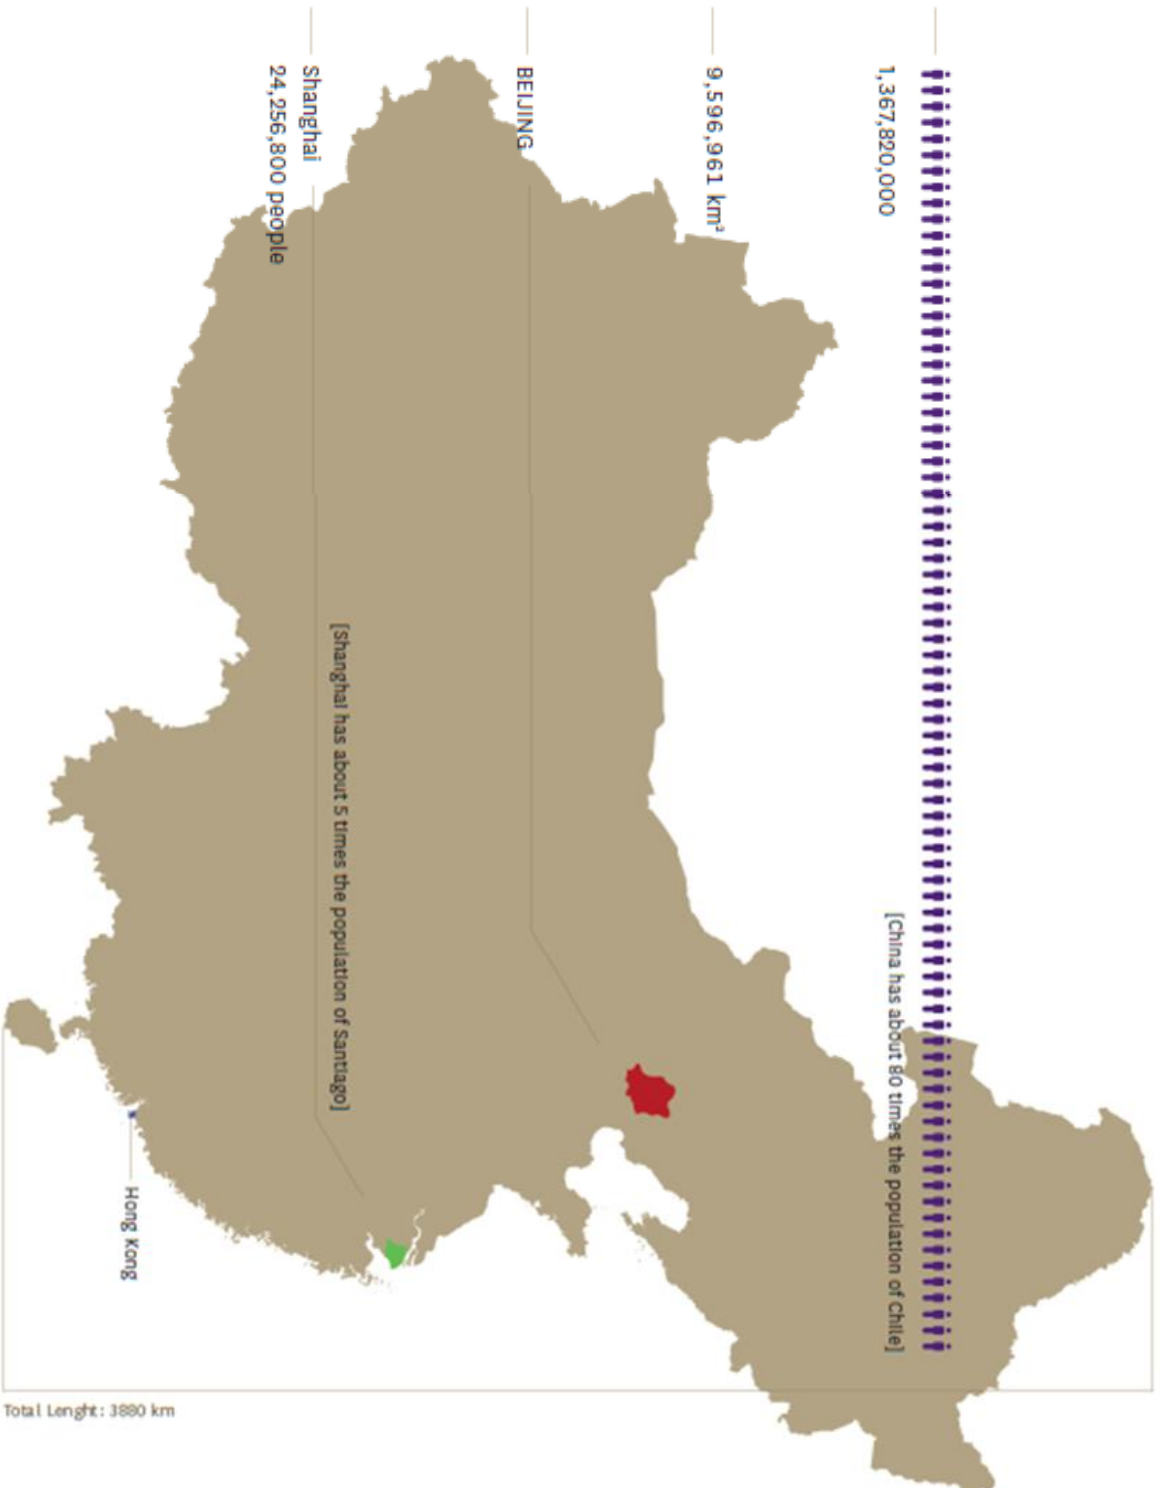 1,367,820,000
[China has about 80 times the population of Chile]
9,596,961 km²
BEIJING
[Shanghai has about 5 times the population of Santiago]
Shanghai
24,256,800 people
Hong Kong
Total Lenght: 3880 km